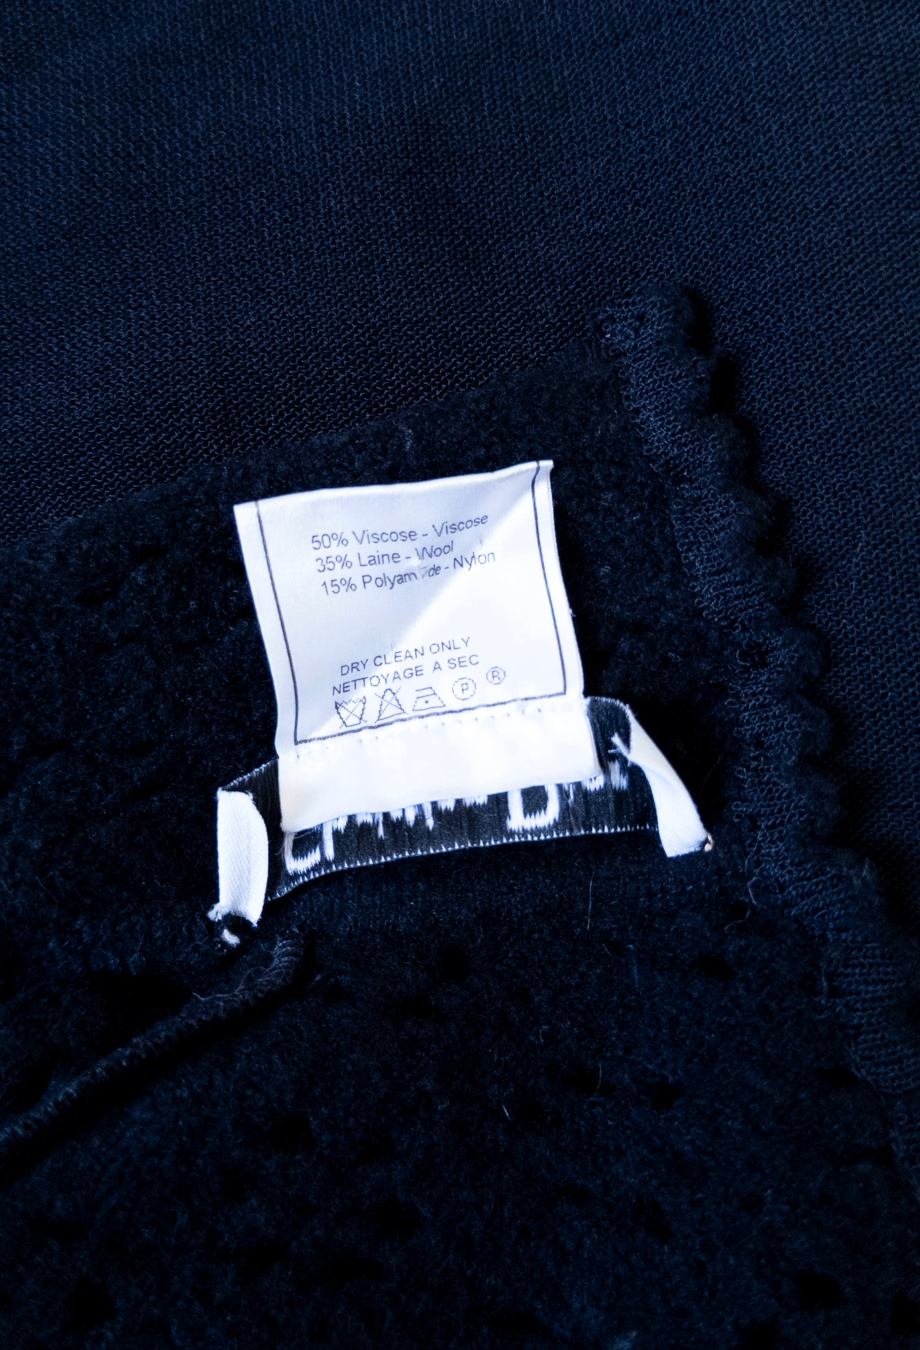 50% Viscose - Viscose
35% Laine - Wool
15% Polyamide - Nylon
DRY CLEAN ONLY
NETTOYAGE A SEC
P R